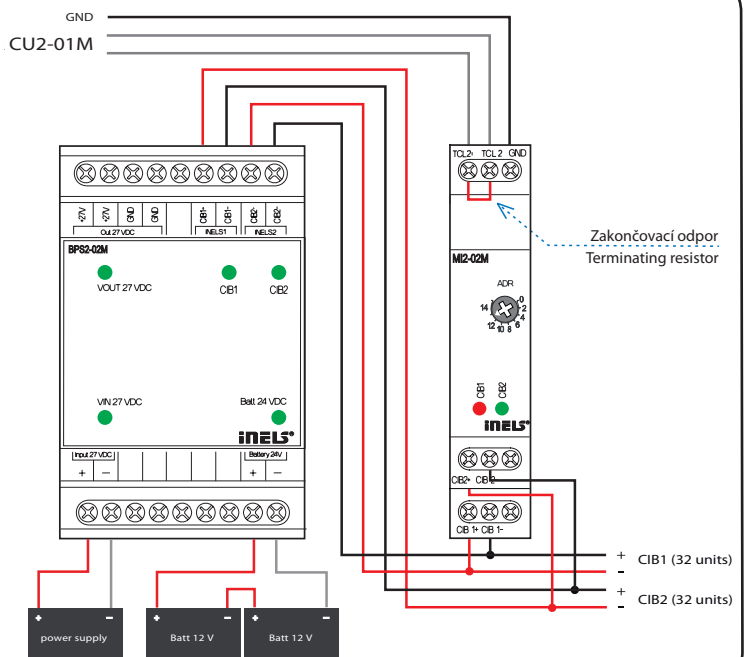 GND
CU2-01M
TCL2+ TCL 2 GND
+27V +27V GND GND CIB1+ CIB1- CIB2- CIB2-
Out 27 VDC INELS1 INELS2
BPS2-02M
VOUT 27 VDC
CIB1 CIB2
VIN 27 VDC
Batt 24 VDC
iNELS®
Input 27 VDC
Battery 24V
+ − + −
+ −
power supply
+ −
Batt 12 V
+ −
Batt 12 V
Zakončovací odpor
Terminating resistor
MI2-02M
ADR
0 2 4 6 8 10 12 14
CIB1 CIB2
iNELS®
CIB2+ CIB 2
CIB 1+ CIB 1-
+
CIB1 (32 units)
-
+
CIB2 (32 units)
-